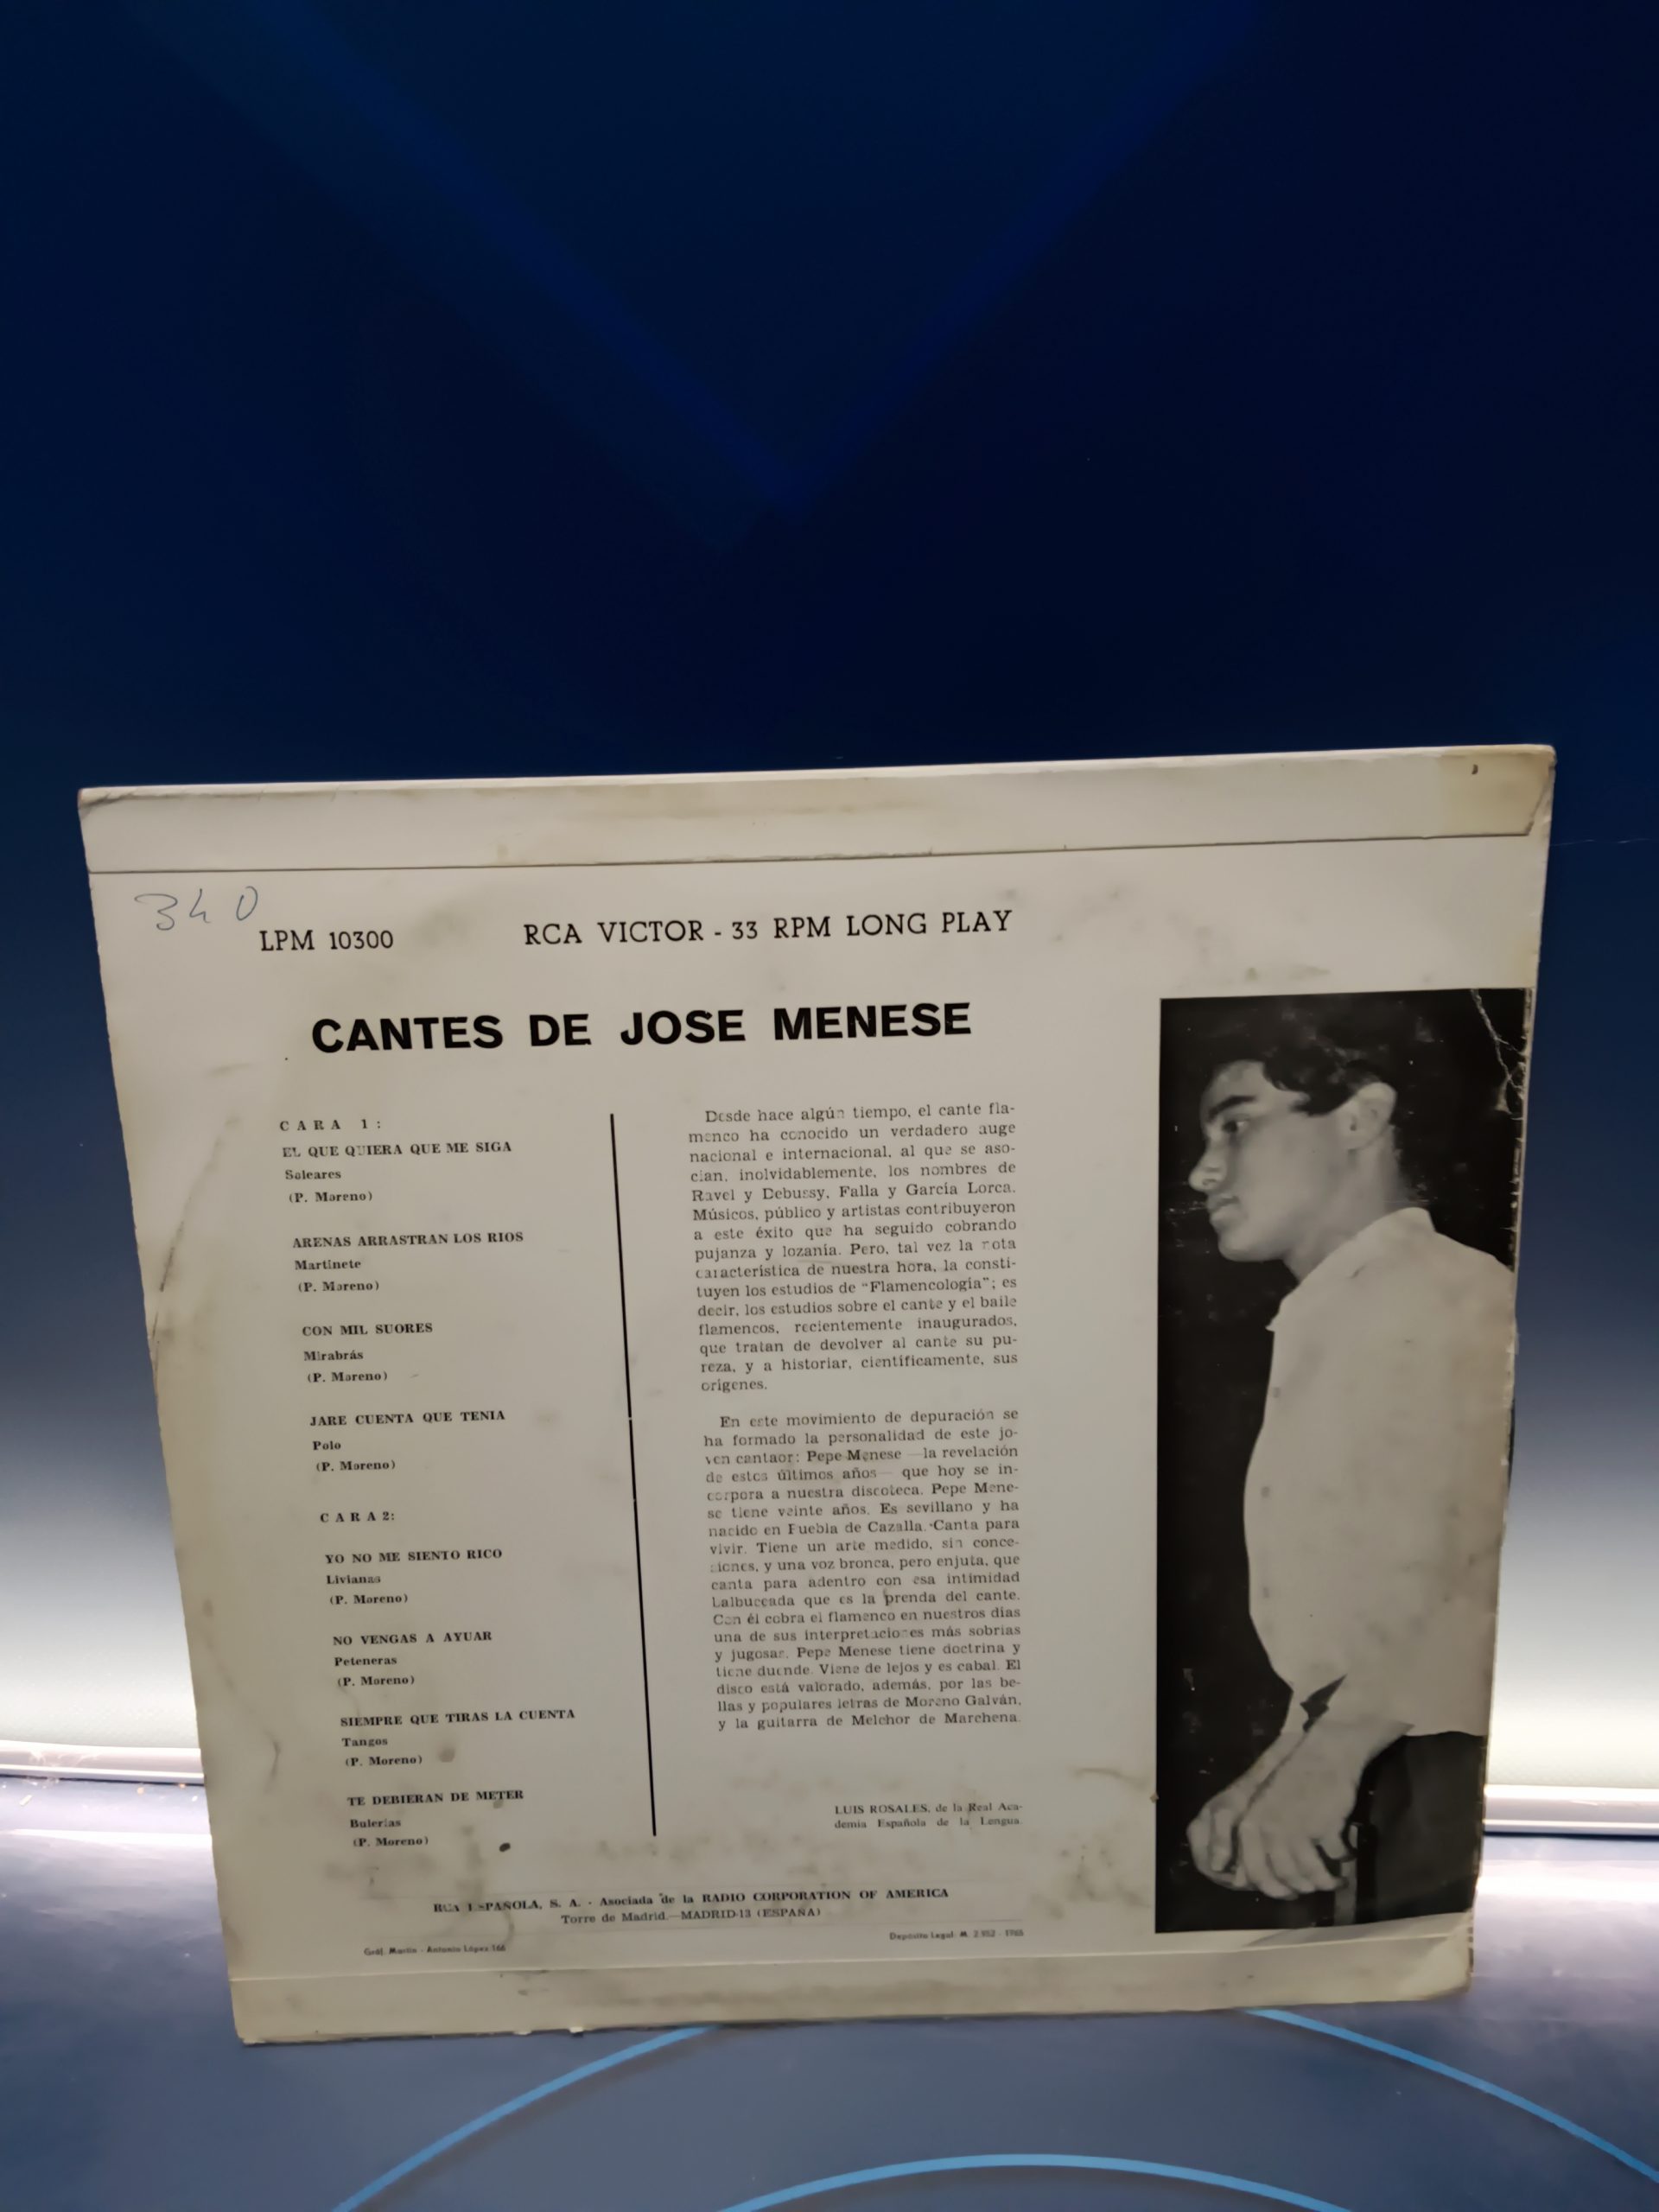 340
LPM 10300
RCA VICTOR - 33 RPM LONG PLAY
CANTES DE JOSE MENESE
CARA 1:
EL QUE QUIERA QUE ME SIGA
Soleares
(P. Moreno)
ARENAS ARRASTRAN LOS RIOS
Martinete
(P. Moreno)
CON MIL SUORES
Mirabrás
(P. Moreno)
JARE CUENTA QUE TENIA
Polo
(P. Moreno)
CARA 2:
YO NO ME SIENTO RICO
Livianas
(P. Moreno)
NO VENGAS A AYUAR
Peteneras
(P. Moreno)
SIEMPRE QUE TIRAS LA CUENTA
Tangos
(P. Moreno)
TE DEBIERAN DE METER
Bulerías
(P. Moreno)
Desde hace algún tiempo, el cante fla-
menco ha conocido un verdadero auge
nacional e internacional, al que se aso-
cian, inolvidablemente, los nombres de
Ravel y Debussy, Falla y García Lorca.
Músicos, público y artistas contribuyeron
a este éxito que ha seguido cobrando
pujanza y lozanía. Pero, tal vez la nota
característica de nuestra hora, la consti-
tuyen los estudios de "Flamencología"; es
decir, los estudios sobre el cante y el baile
flamencos, recientemente inaugurados,
que tratan de devolver al cante su pu-
reza, y a historiar, científicamente, sus
orígenes.
En este movimiento de depuración se
ha formado la personalidad de este jo-
ven cantaor: Pepe Menese —la revelación
de estos últimos años— que hoy se in-
corpora a nuestra discoteca. Pepe Mene-
se tiene veinte años. Es sevillano y ha
nacido en Puebla de Cazalla. Canta para
vivir. Tiene un arte medido, sin conce-
siones, y una voz bronca, pero enjuta, que
canta para adentro con esa intimidad
balbuceada que es la prenda del cante.
Con él cobra el flamenco en nuestros días
una de sus interpretaciones más sobrias
y jugosas. Pepe Menese tiene doctrina y
tiene duende. Viene de lejos y es cabal. El
disco está valorado, además, por las be-
llas y populares letras de Moreno Galván,
y la guitarra de Melchor de Marchena.
LUIS ROSALES, de la Real Aca-
demia Española de la Lengua.
RCA ESPAÑOLA, S. A. - Asociada de la RADIO CORPORATION OF AMERICA
Torre de Madrid.—MADRID-13 (ESPAÑA)
Gráf. Martín - Antonio López 166
Depósito Legal: M. 2.952 - 1965